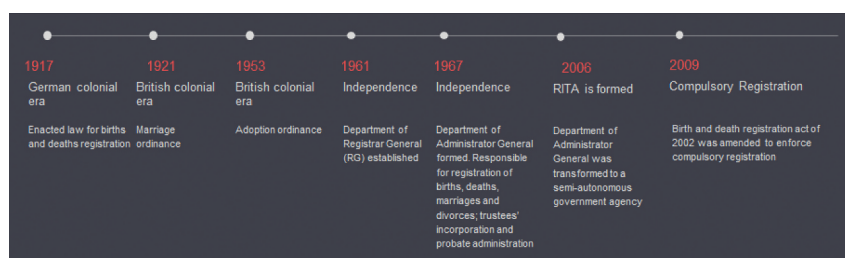 1917
German colonial
era
Enacted law for births
and deaths registration
1921
British colonial
era
Marriage
ordinance
1953
British colonial
era
Adoption ordinance
1961
Independence
Department of
Registrar General
(RG) established
1967
Independence
Department of
Administrator General
formed. Responsible
for registration of
births, deaths,
marriages and
divorces; trustees'
incorporation and
probate administration
2006
RITA is formed
Department of
Administrator
General was
transformed to a
semi-autonomous
government agency
2009
Compulsory Registration
Birth and death registration act of
2002 was amended to enforce
compulsory registration